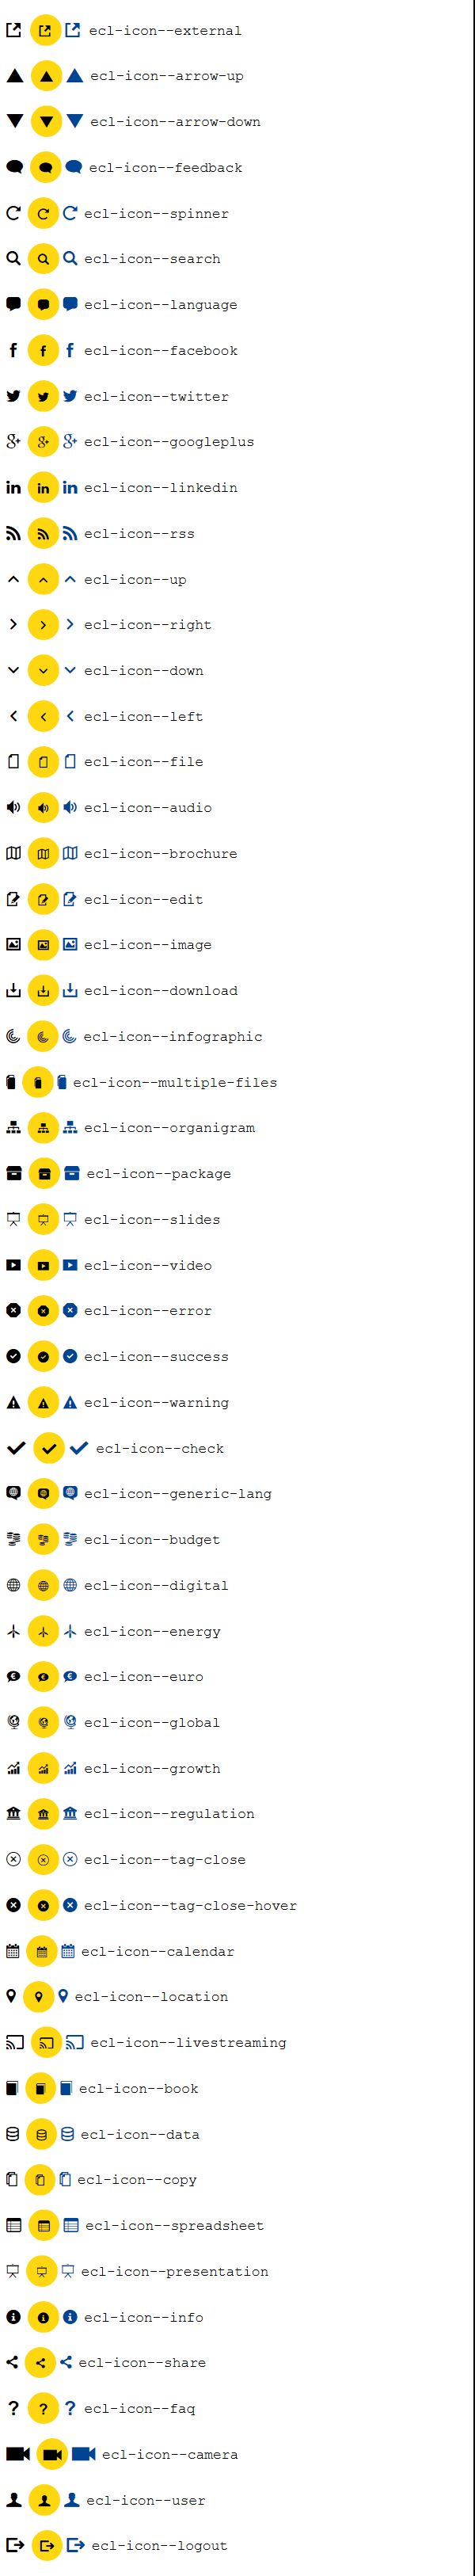 ecl-icon--external
ecl-icon--arrow-up
ecl-icon--arrow-down
ecl-icon--feedback
ecl-icon--spinner
ecl-icon--search
ecl-icon--language
ecl-icon--facebook
ecl-icon--twitter
ecl-icon--googleplus
ecl-icon--linkedin
ecl-icon--rss
ecl-icon--up
ecl-icon--right
ecl-icon--down
ecl-icon--left
ecl-icon--file
ecl-icon--audio
ecl-icon--brochure
ecl-icon--edit
ecl-icon--image
ecl-icon--download
ecl-icon--infographic
ecl-icon--multiple-files
ecl-icon--organigram
ecl-icon--package
ecl-icon--slides
ecl-icon--video
ecl-icon--error
ecl-icon--success
ecl-icon--warning
ecl-icon--check
ecl-icon--generic-lang
ecl-icon--budget
ecl-icon--digital
ecl-icon--energy
ecl-icon--euro
ecl-icon--global
ecl-icon--growth
ecl-icon--regulation
ecl-icon--tag-close
ecl-icon--tag-close-hover
ecl-icon--calendar
ecl-icon--location
ecl-icon--livestreaming
ecl-icon--book
ecl-icon--data
ecl-icon--copy
ecl-icon--spreadsheet
ecl-icon--presentation
ecl-icon--info
ecl-icon--share
ecl-icon--faq
ecl-icon--camera
ecl-icon--user
ecl-icon--logout